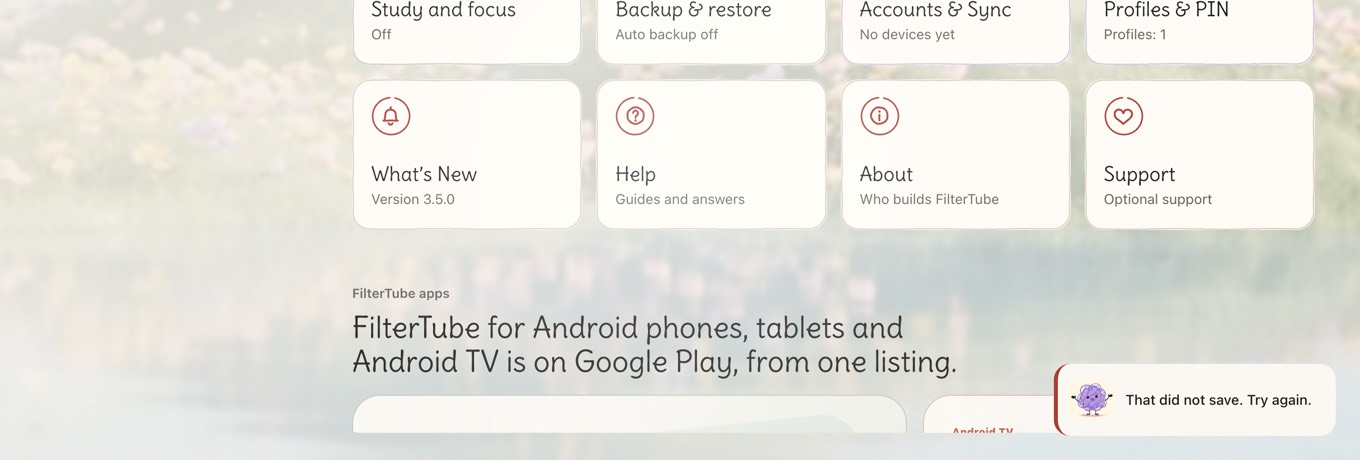 Study and focus
Off
Backup & restore
Auto backup off
Accounts & Sync
No devices yet
Profiles & PIN
Profiles: 1
What's New
Version 3.5.0
Help
Guides and answers
About
Who builds FilterTube
Support
Optional support
FilterTube apps
FilterTube for Android phones, tablets and
Android TV is on Google Play, from one listing.
Android TV
That did not save. Try again.